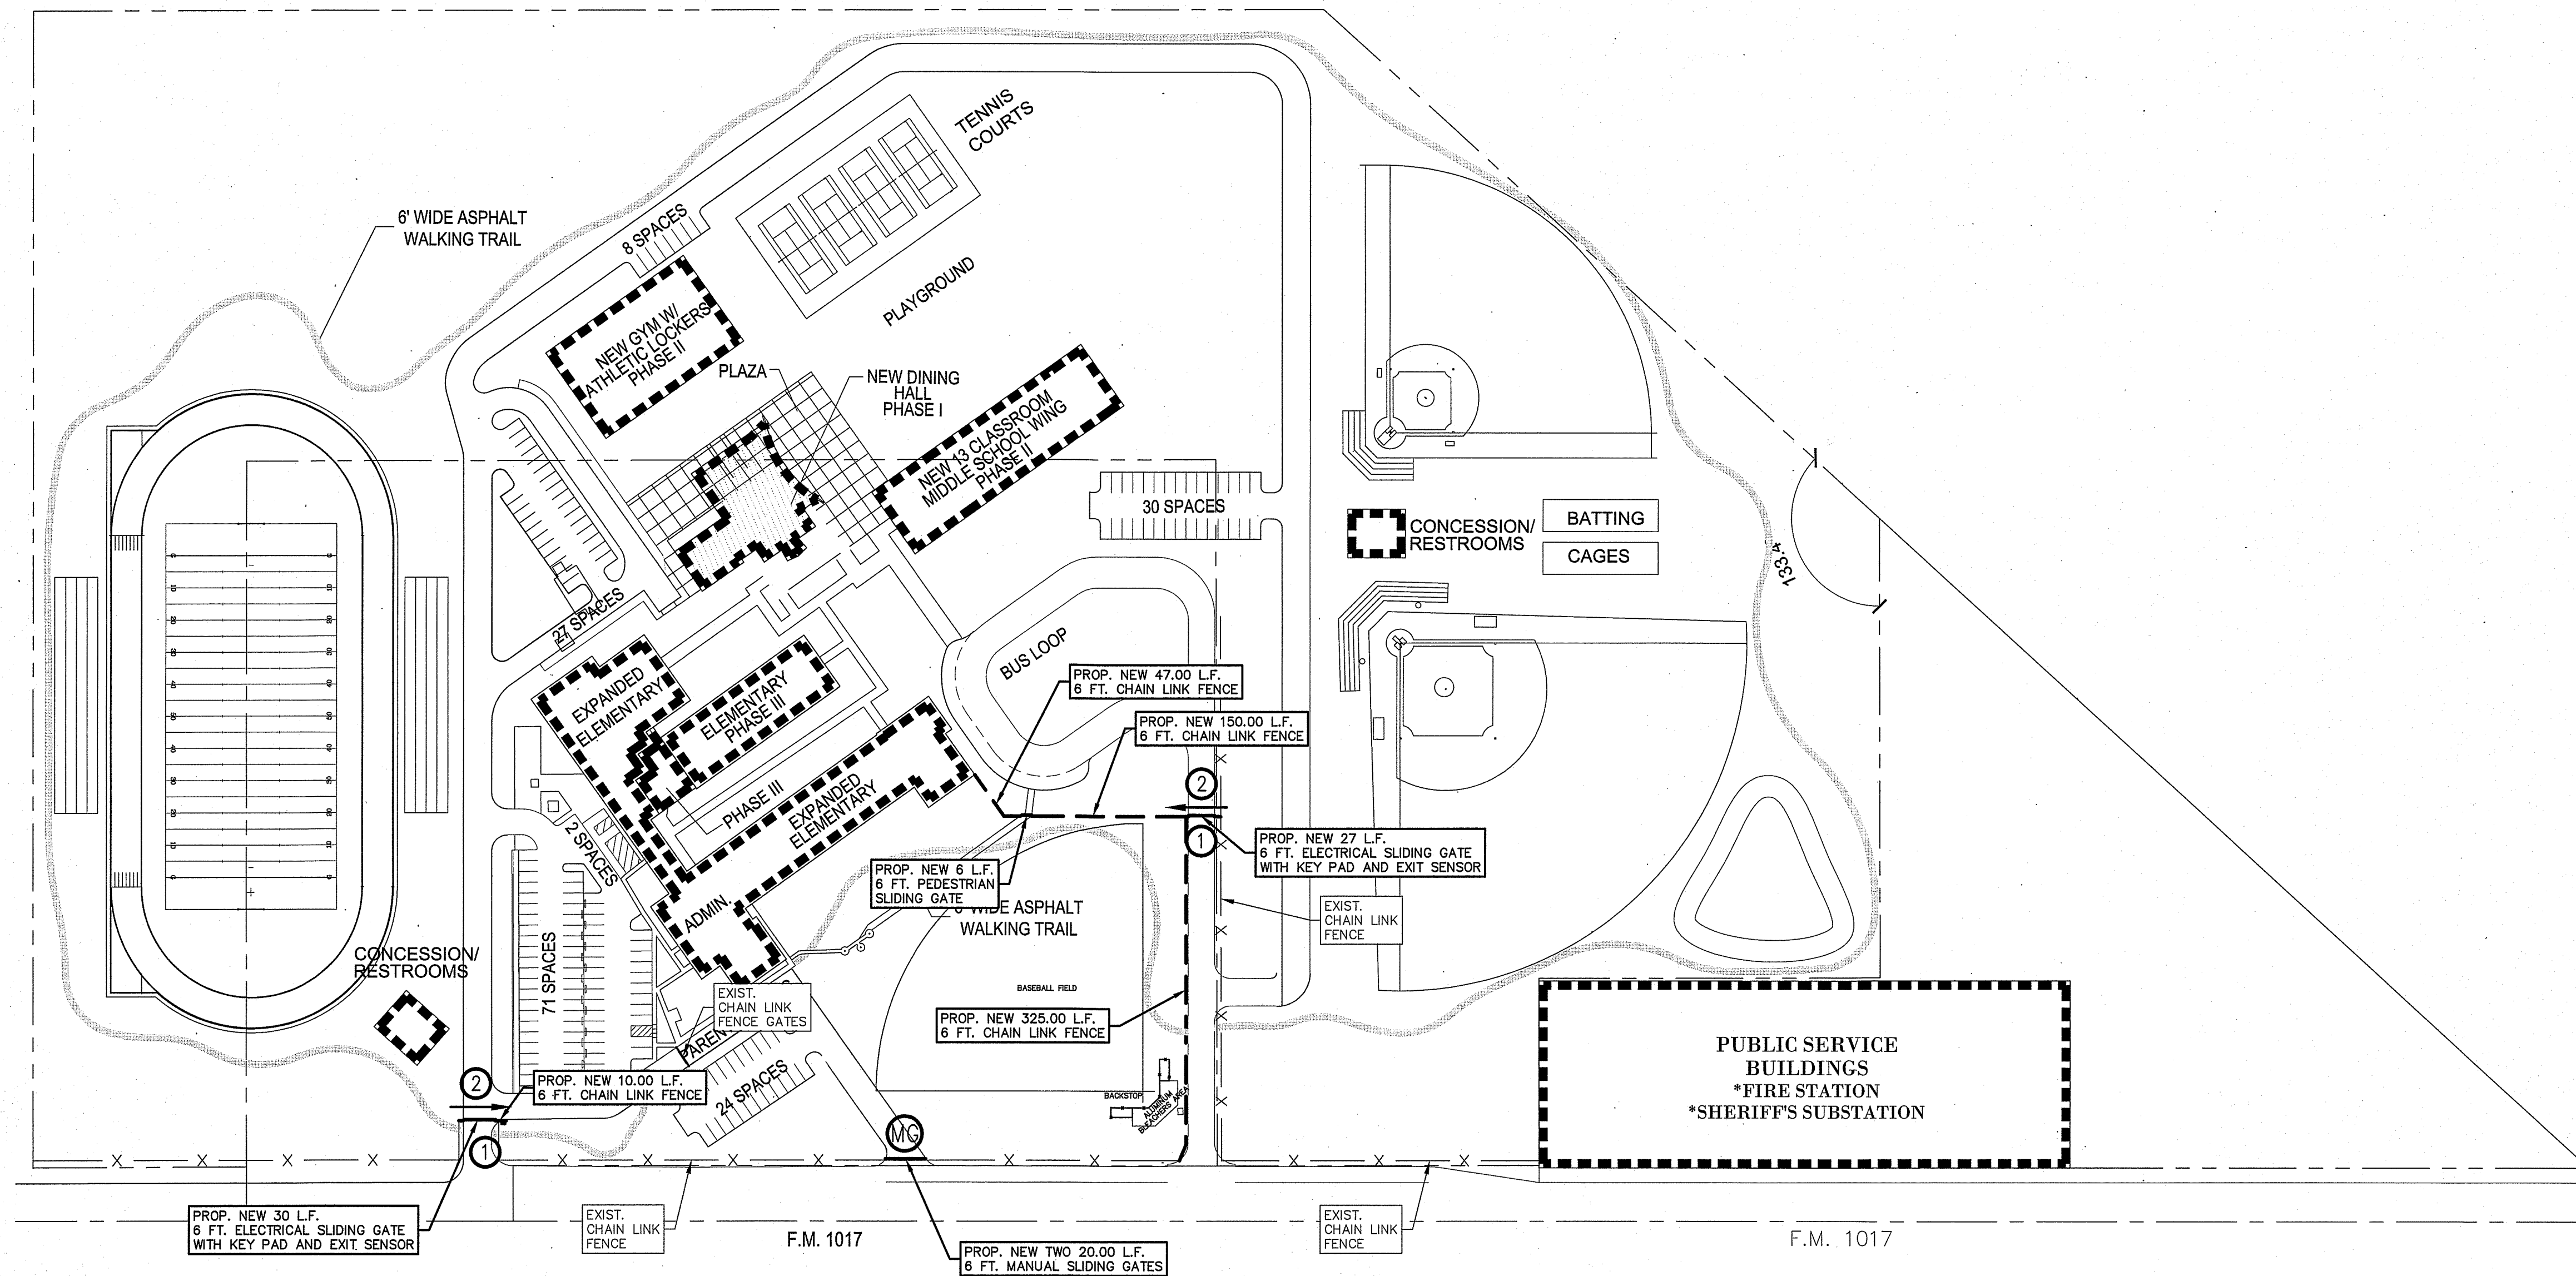 TENNIS
COURTS
6' WIDE ASPHALT
WALKING TRAIL
8 SPACES
PLAYGROUND
NEW GYM W/
ATHLETIC LOCKERS
PHASE II
PLAZA
NEW DINING
HALL
PHASE I
NEW 13 CLASSROOM
MIDDLE SCHOOL WING
PHASE II
30 SPACES
CONCESSION/
RESTROOMS
BATTING
CAGES
133.4
27 SPACES
BUS LOOP
EXPANDED
ELEMENTARY
ELEMENTARY
PHASE III
PROP. NEW 47.00 L.F.
6 FT. CHAIN LINK FENCE
PROP. NEW 150.00 L.F.
6 FT. CHAIN LINK FENCE
PHASE III
EXPANDED
ELEMENTARY
2
1
2 SPACES
PROP. NEW 27 L.F.
6 FT. ELECTRICAL SLIDING GATE
WITH KEY PAD AND EXIT SENSOR
PROP. NEW 6 L.F.
6 FT. PEDESTRIAN
SLIDING GATE
WIDE ASPHALT
WALKING TRAIL
ADMIN.
EXIST.
CHAIN LINK
FENCE
CONCESSION/
RESTROOMS
71 SPACES
BASEBALL FIELD
EXIST.
CHAIN LINK
FENCE GATES
PROP. NEW 325.00 L.F.
6 FT. CHAIN LINK FENCE
PUBLIC SERVICE
BUILDINGS
*FIRE STATION
*SHERIFF'S SUBSTATION
PAREN
24 SPACES
2
PROP. NEW 10.00 L.F.
6 FT. CHAIN LINK FENCE
BACKSTOP
ALUMINUM
BLEACHERS AREA
1
MG
PROP. NEW 30 L.F.
6 FT. ELECTRICAL SLIDING GATE
WITH KEY PAD AND EXIT SENSOR
EXIST.
CHAIN LINK
FENCE
F.M. 1017
PROP. NEW TWO 20.00 L.F.
6 FT. MANUAL SLIDING GATES
EXIST.
CHAIN LINK
FENCE
F.M. 1017